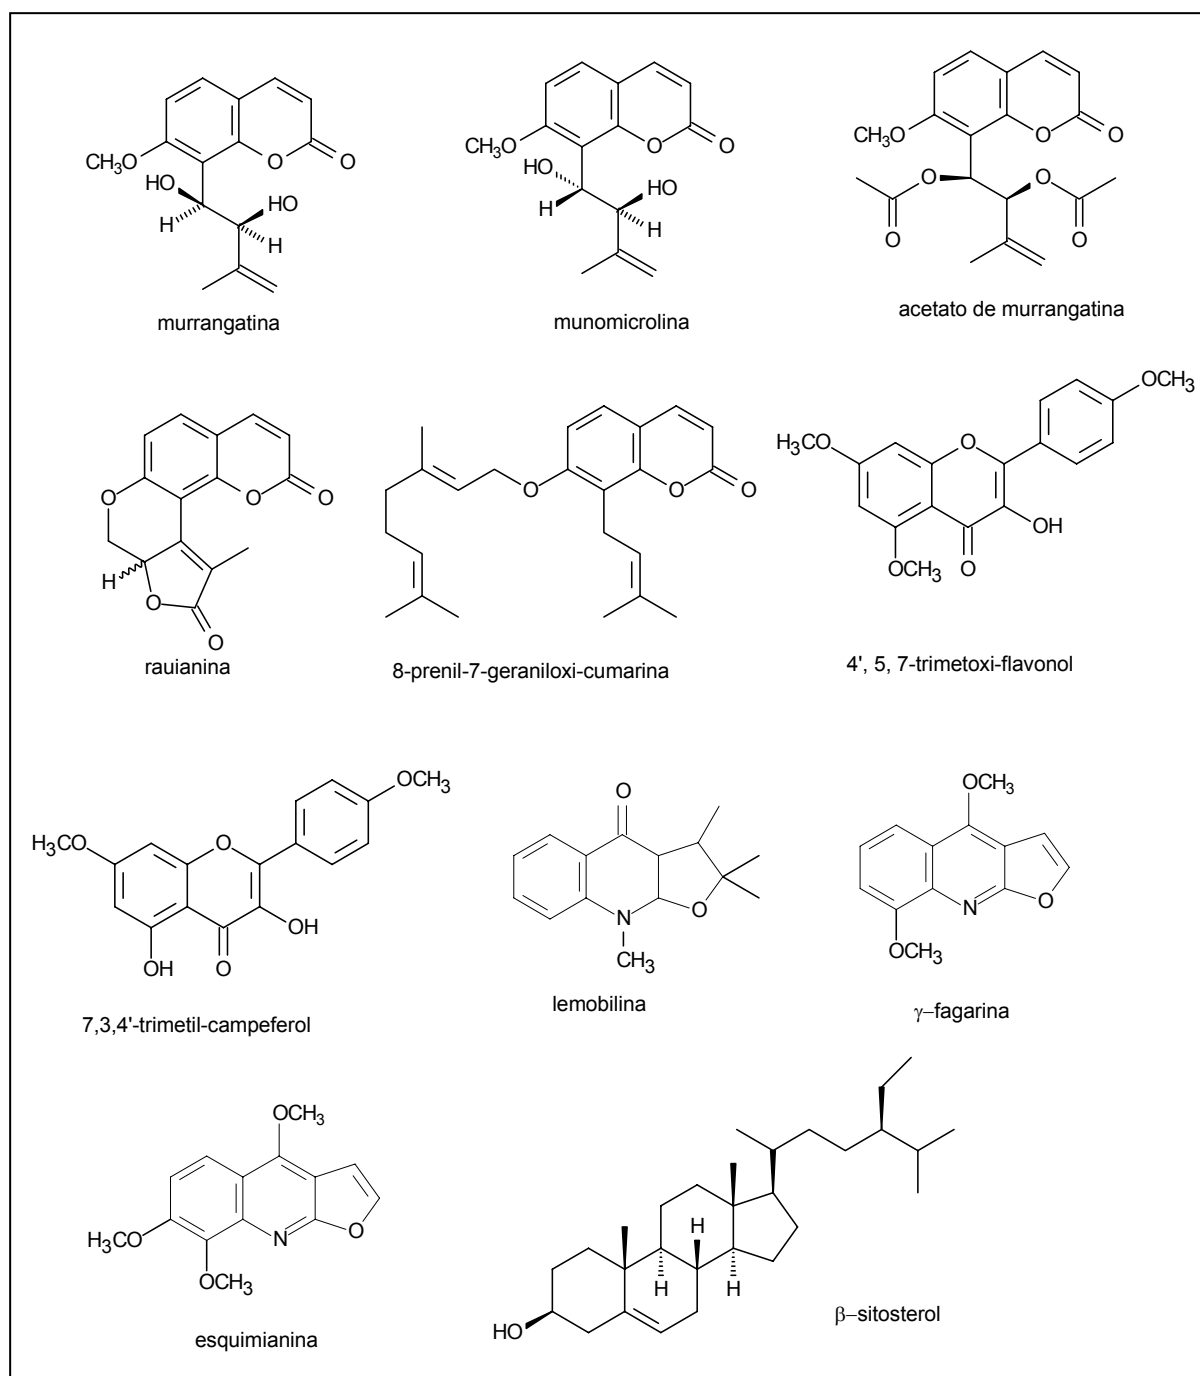 CH₃O
O
O
HO
HO
H
H
murrangatina
CH₃O
O
O
HO
HO
H
H
munomicrolina
CH₃O
O
O
O
O
O
O
acetato de murrangatina
O
O
O
H
O
O
rauianina
O
O
O
8-prenil-7-geraniloxi-cumarina
OCH₃
H₃CO
O
OH
OCH₃
O
4', 5, 7-trimetoxi-flavonol
OCH₃
H₃CO
O
OH
OH
O
7,3,4'-trimetil-campeferol
O
N
O
CH₃
lemobilina
OCH₃
N
O
OCH₃
γ–fagarina
OCH₃
H₃CO
N
O
OCH₃
esquimianina
H
H
H
HO
β–sitosterol